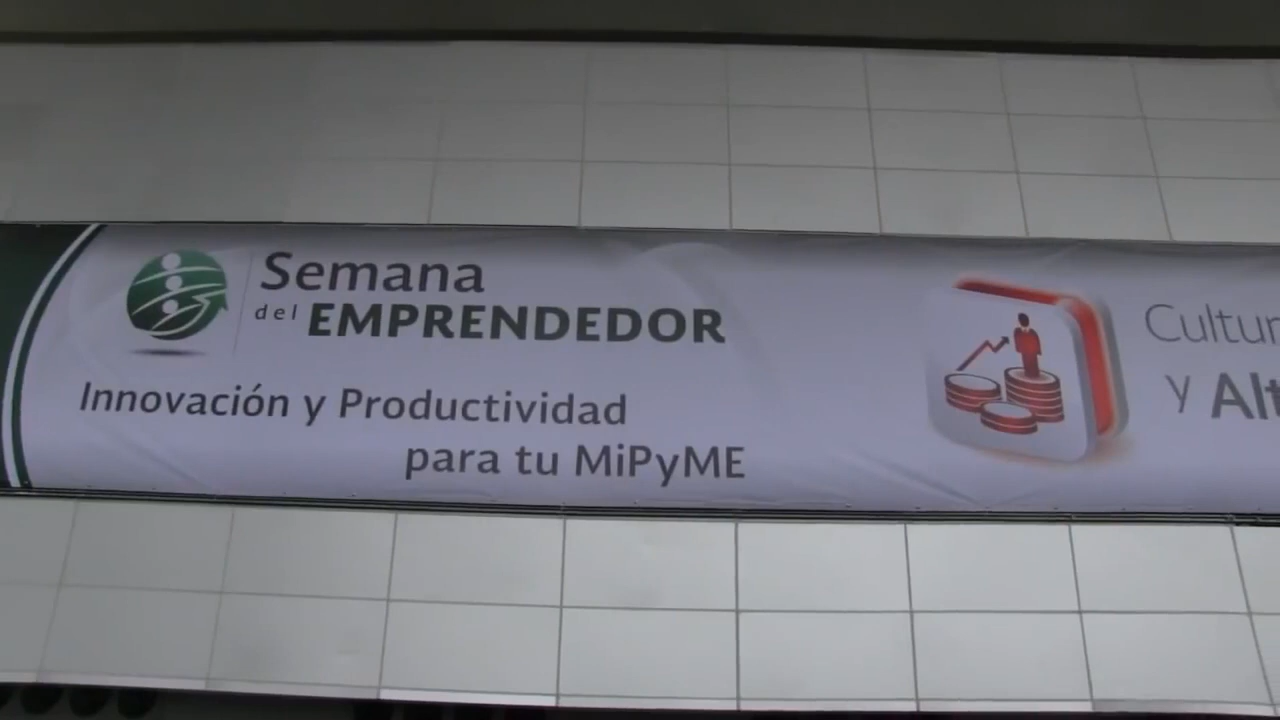 Semana
del EMPRENDEDOR
Innovación y Productividad
para tu MiPyME
y